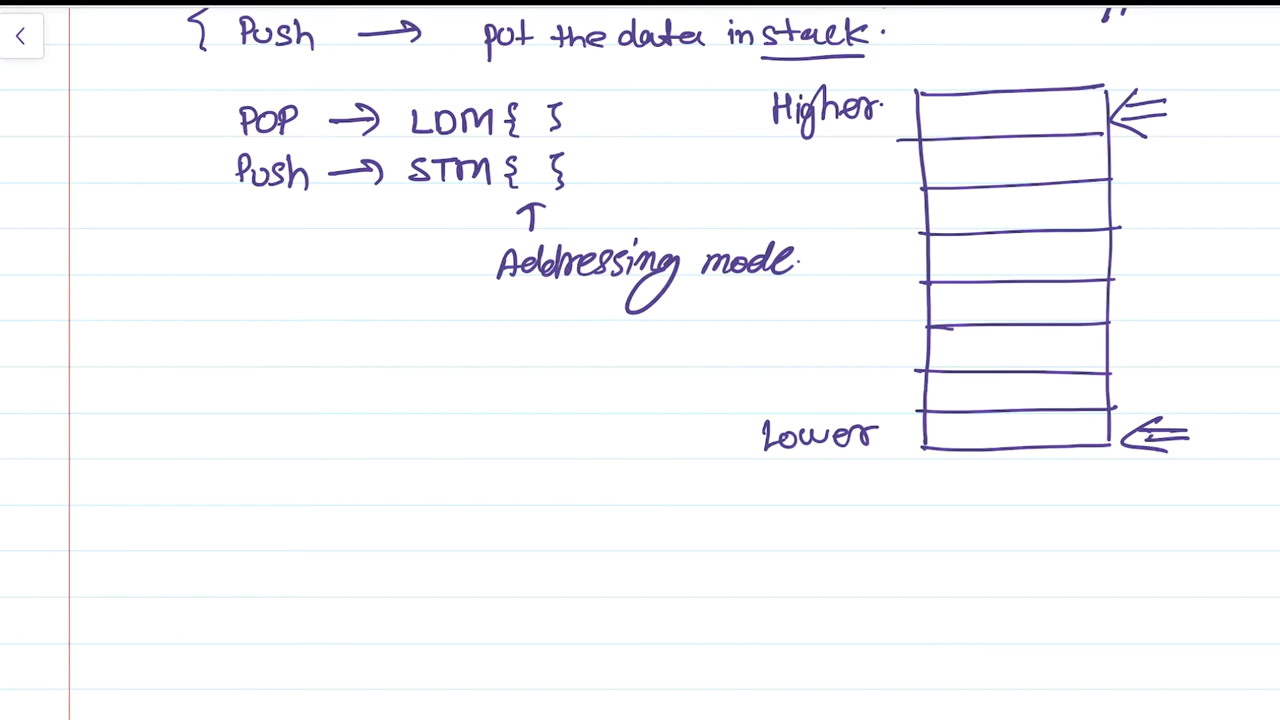 { Push → put the data in stack.
POP → LDM { }
Push → STM { }
↑
Addressing mode.
Higher.
Lower